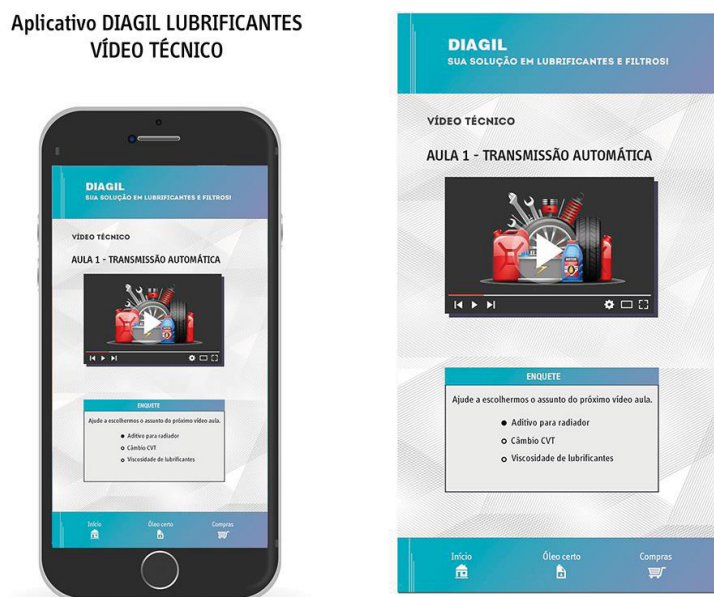 Aplicativo DIAGIL LUBRIFICANTES
VÍDEO TÉCNICO
DIAGIL
SUA SOLUÇÃO EM LUBRIFICANTES E FILTROS!
VÍDEO TÉCNICO
AULA 1 - TRANSMISSÃO AUTOMÁTICA
ENQUETE
Ajude a escolhermos o assunto do próximo vídeo aula.
Aditivo para radiador
Câmbio CVT
Viscosidade de lubrificantes
Início Óleo certo Compras
DIAGIL
SUA SOLUÇÃO EM LUBRIFICANTES E FILTROS!
VÍDEO TÉCNICO
AULA 1 - TRANSMISSÃO AUTOMÁTICA
ENQUETE
Ajude a escolhermos o assunto do próximo vídeo aula.
Aditivo para radiador
Câmbio CVT
Viscosidade de lubrificantes
Início Óleo certo Compras